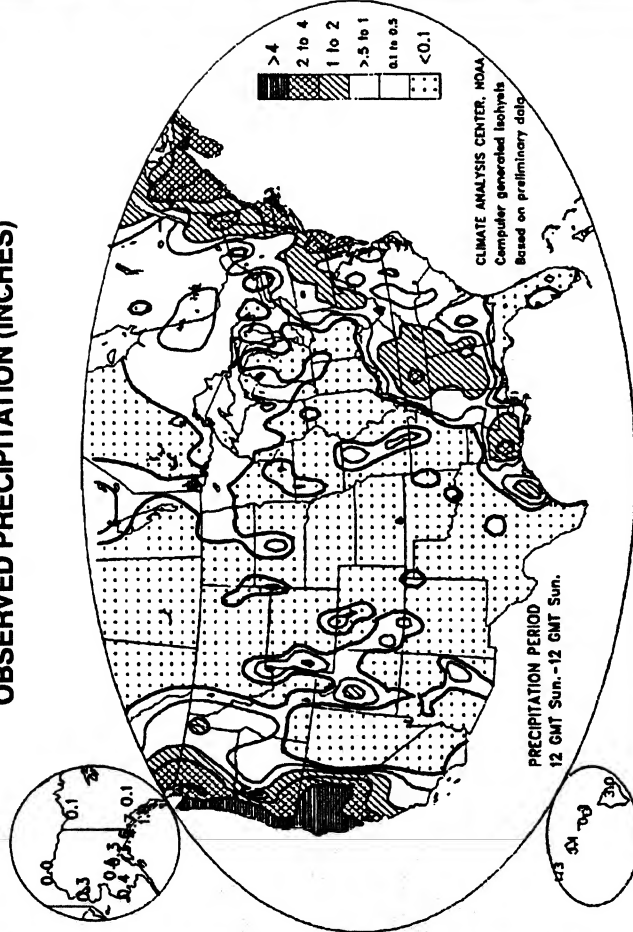 OBSERVED PRECIPITATION (INCHES)
>4
2 to 4
1 to 2
>.5 to 1
0.1 to 0.5
<0.1
CLIMATE ANALYSIS CENTER, NOAA
Computer generated isohyets
Based on preliminary data
PRECIPITATION PERIOD
12 GMT Sun.-12 GMT Sun.
0.0
0.1
0.3
0.1
0.4
3.0